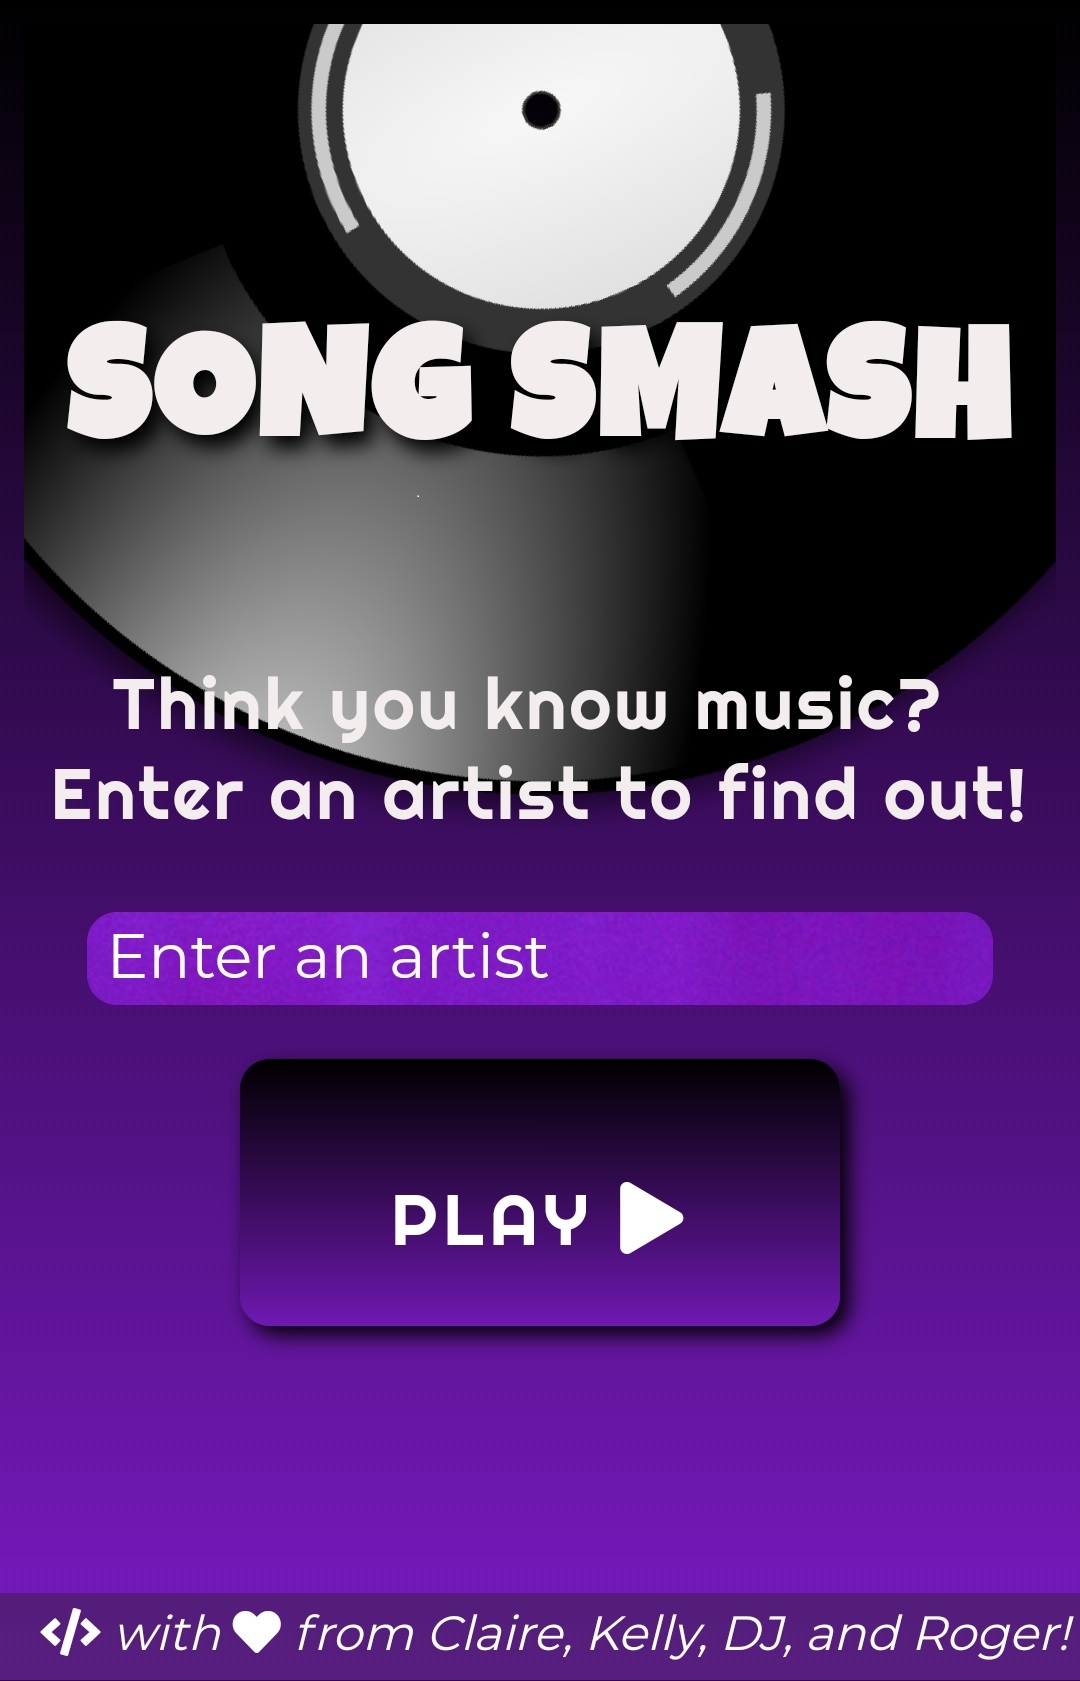 SONG SMASH
Think you know music?
Enter an artist to find out!
Enter an artist
PLAY
</> with ♥ from Claire, Kelly, DJ, and Roger!